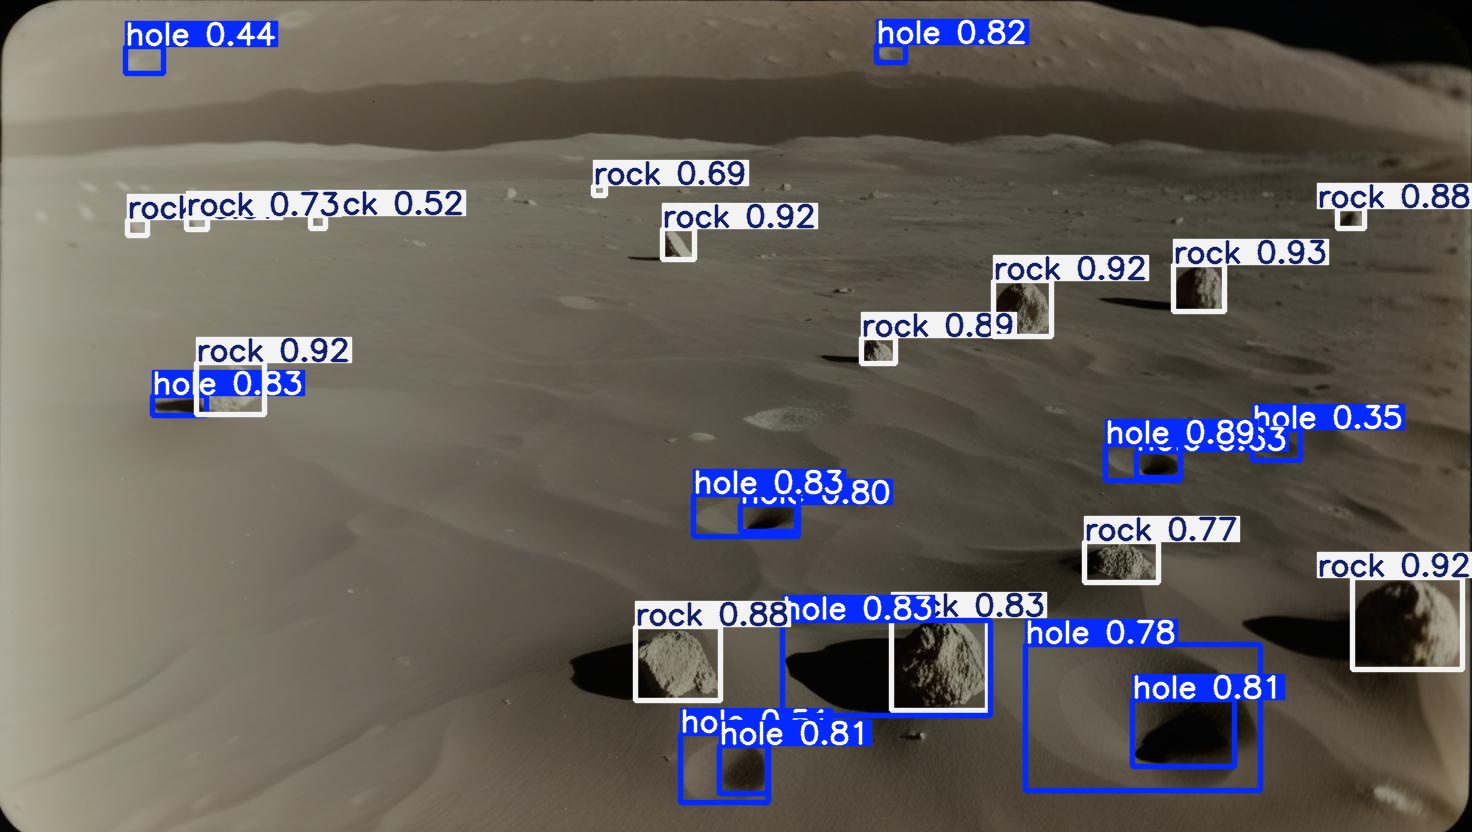 hole 0.44
hole 0.82
rock 0.69
rock 0.88
rock 0.73
ck 0.52
rock 0.92
rock 0.93
rock 0.92
rock 0.89
rock 0.92
hole 0.83
hole 0.35
hole 0.89
hole 0.83
0.80
rock 0.77
rock 0.92
rock 0.88
hole 0.83
ck 0.83
hole 0.78
hole 0.81
hole 0.81